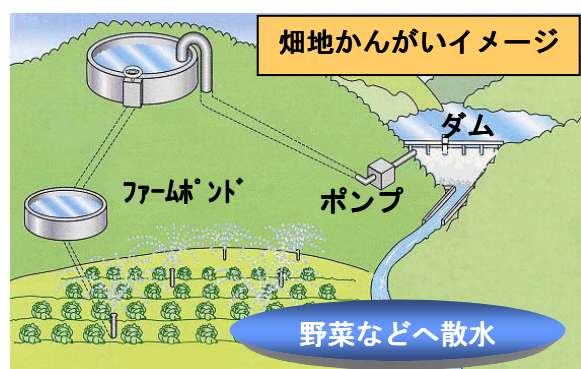 畑地かんがいイメージ
ダム
ﾌｧｰﾑﾎﾟﾝﾄﾞ
ポンプ
野菜などへ散水